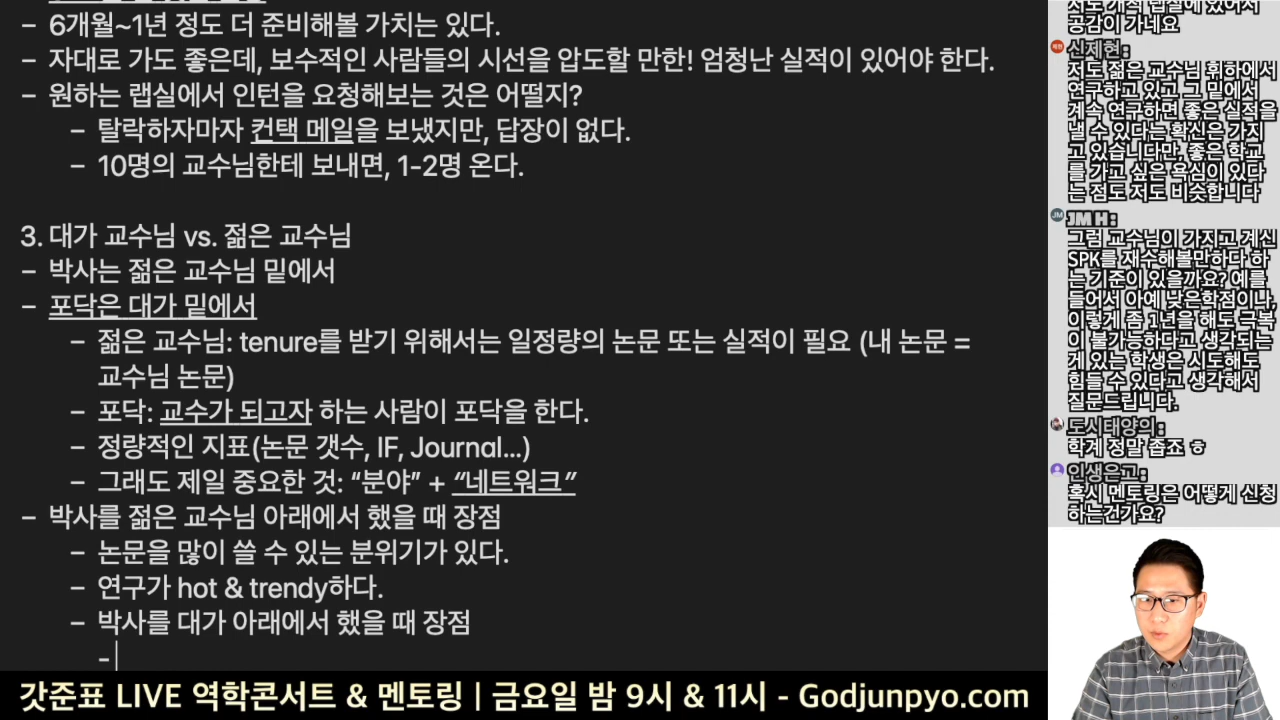 – 6개월~1년 정도 더 준비해볼 가치는 있다.
– 자대로 가도 좋은데, 보수적인 사람들의 시선을 압도할 만한! 엄청난 실적이 있어야 한다.
– 원하는 랩실에서 인턴을 요청해보는 것은 어떨지?
– 탈락하자마자 컨택 메일을 보냈지만, 답장이 없다.
– 10명의 교수님한테 보내면, 1-2명 온다.
3. 대가 교수님 vs. 젊은 교수님
– 박사는 젊은 교수님 밑에서
– 포닥은 대가 밑에서
– 젊은 교수님: tenure를 받기 위해서는 일정량의 논문 또는 실적이 필요 (내 논문 =
교수님 논문)
– 포닥: 교수가 되고자 하는 사람이 포닥을 한다.
– 정량적인 지표(논문 갯수, IF, Journal...)
– 그래도 제일 중요한 것: “분야” + “네트워크”
– 박사를 젊은 교수님 아래에서 했을 때 장점
– 논문을 많이 쓸 수 있는 분위기가 있다.
– 연구가 hot & trendy하다.
– 박사를 대가 아래에서 했을 때 장점
–
갓준표 LIVE 역학콘서트 & 멘토링 | 금요일 밤 9시 & 11시 - Godjunpyo.com
공감이 가네요
신제현:
저도 젊은 교수님 휘하에서
연구하고 있고 그 밑에서
계속 연구하면 좋은 실적을
낼 수 있다는 확신은 가지
고 있습니다만, 좋은 학교
를 가고 싶은 욕심이 있다
는 점도 저도 비슷합니다
JM H:
그럼 교수님이 가지고 계신
SPK를 재수해볼만하다 하
는 기준이 있을까요? 예를
들어서 아예 낮은학점이나,
이렇게 좀 1년을 해도 극복
이 불가능하다고 생각되는
게 있는 학생은 시도해도
힘들 수 있다고 생각해서
질문드립니다.
도시태양의:
학계 정말 좁죠 ㅎ
인생은고:
혹시 멘토링은 어떻게 신청
하는건가요?